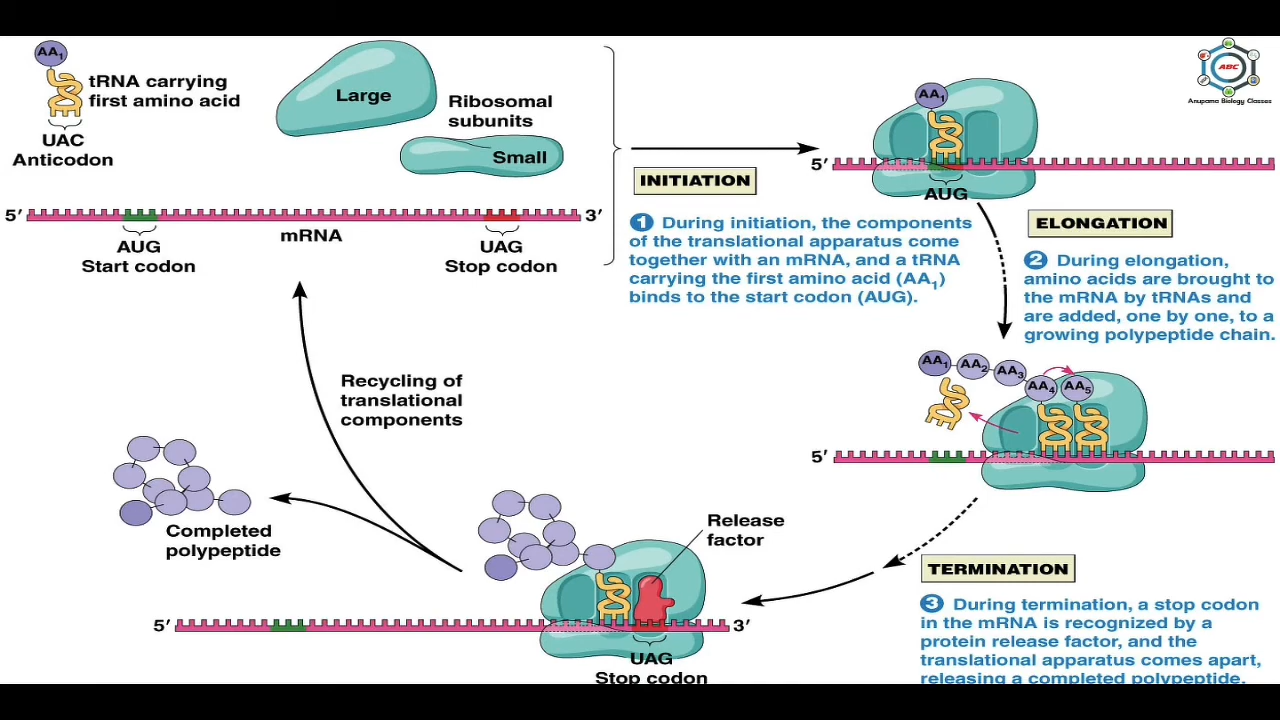 AA1
tRNA carrying
first amino acid
UAC
Anticodon
Large
Ribosomal
subunits
Small
5′
3′
AUG
Start codon
mRNA
UAG
Stop codon
INITIATION
1 During initiation, the components
of the translational apparatus come
together with an mRNA, and a tRNA
carrying the first amino acid (AA1)
binds to the start codon (AUG).
ABC
Anupama Biology Classes
AA1
5′
AUG
ELONGATION
2 During elongation,
amino acids are brought to
the mRNA by tRNAs and
are added, one by one, to a
growing polypeptide chain.
AA1 AA2 AA3 AA4 AA5
5′
Recycling of
translational
components
Completed
polypeptide
Release
factor
5′
3′
UAG
Stop codon
TERMINATION
3 During termination, a stop codon
in the mRNA is recognized by a
protein release factor, and the
translational apparatus comes apart,
releasing a completed polypeptide.